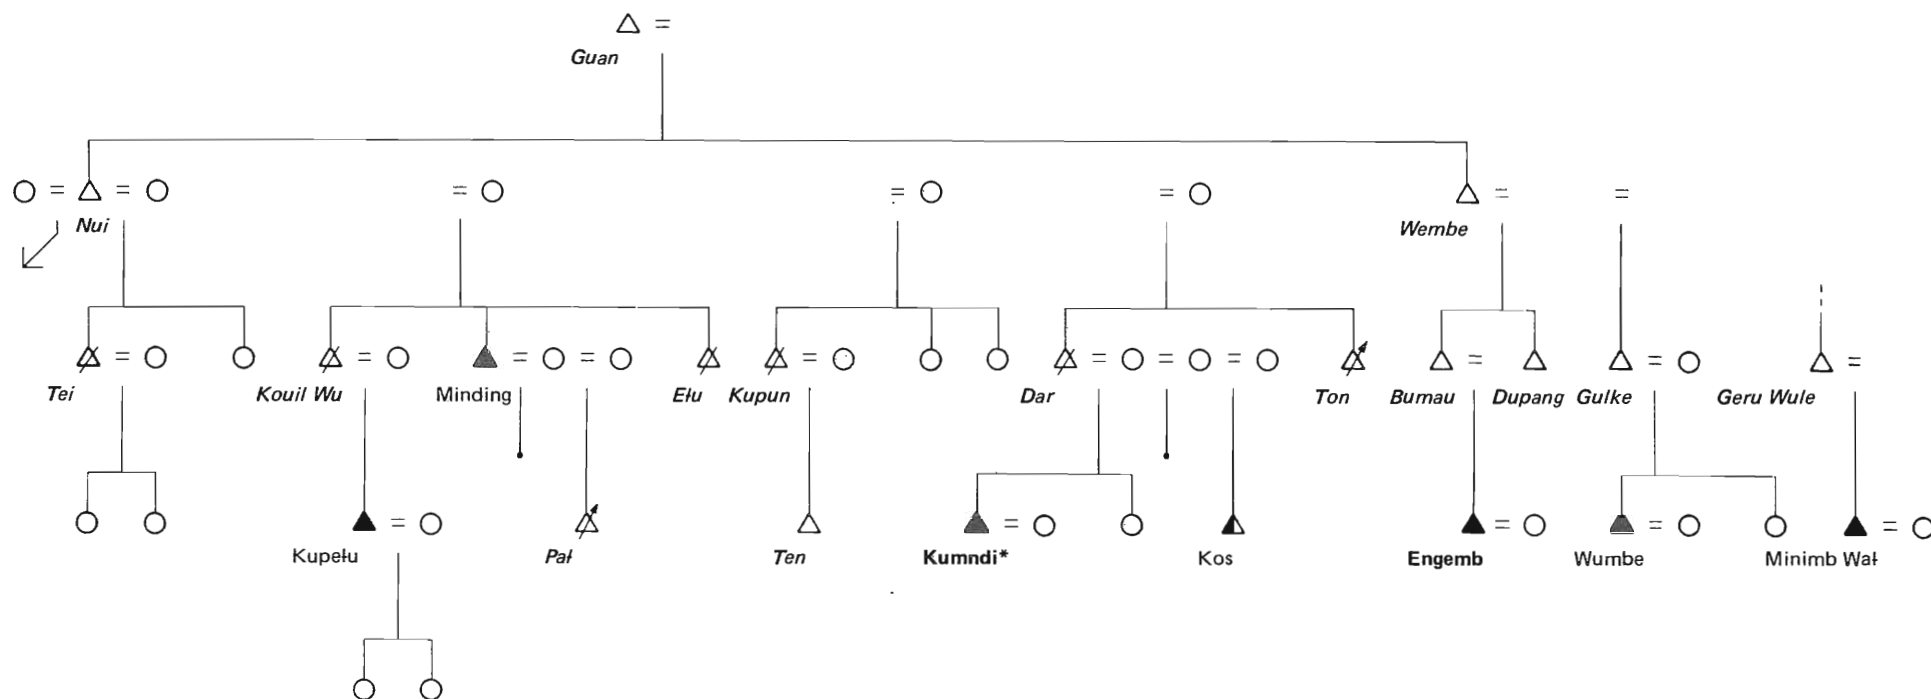 Guan
Nui
Wembe
Tei
Kouil Wu
Minding
Ełu
Kupun
Dar
Ton
Bumau
Dupang
Gulke
Geru Wule
Kupełu
Pał
Ten
Kumndi*
Kos
Engemb
Wumbe
Minimb Wał